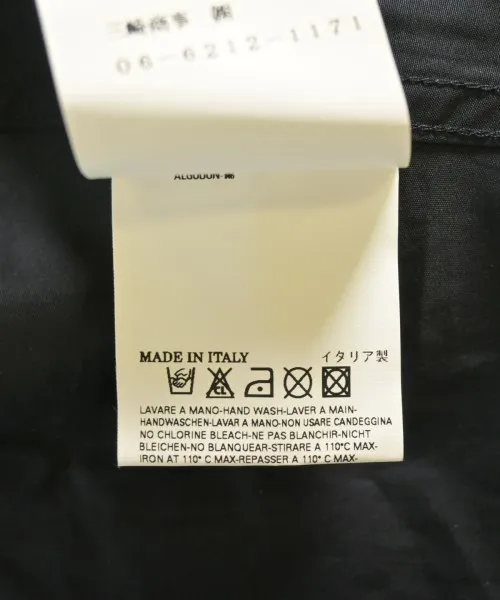 三崎商事 ㈱
06-6212-1171
ALGODON-綿
MADE IN ITALY イタリア製
CL
LAVARE A MANO-HAND WASH-LAVER A MAIN-
HANDWASCHEN-LAVAR A MANO-NON USARE CANDEGGINA
NO CHLORINE BLEACH-NE PAS BLANCHIR-NICHT
BLEICHEN-NO BLANQUEAR-STIRARE A 110° C MAX-
IRON AT 110° C MAX-REPASSER A 110° C MAX-